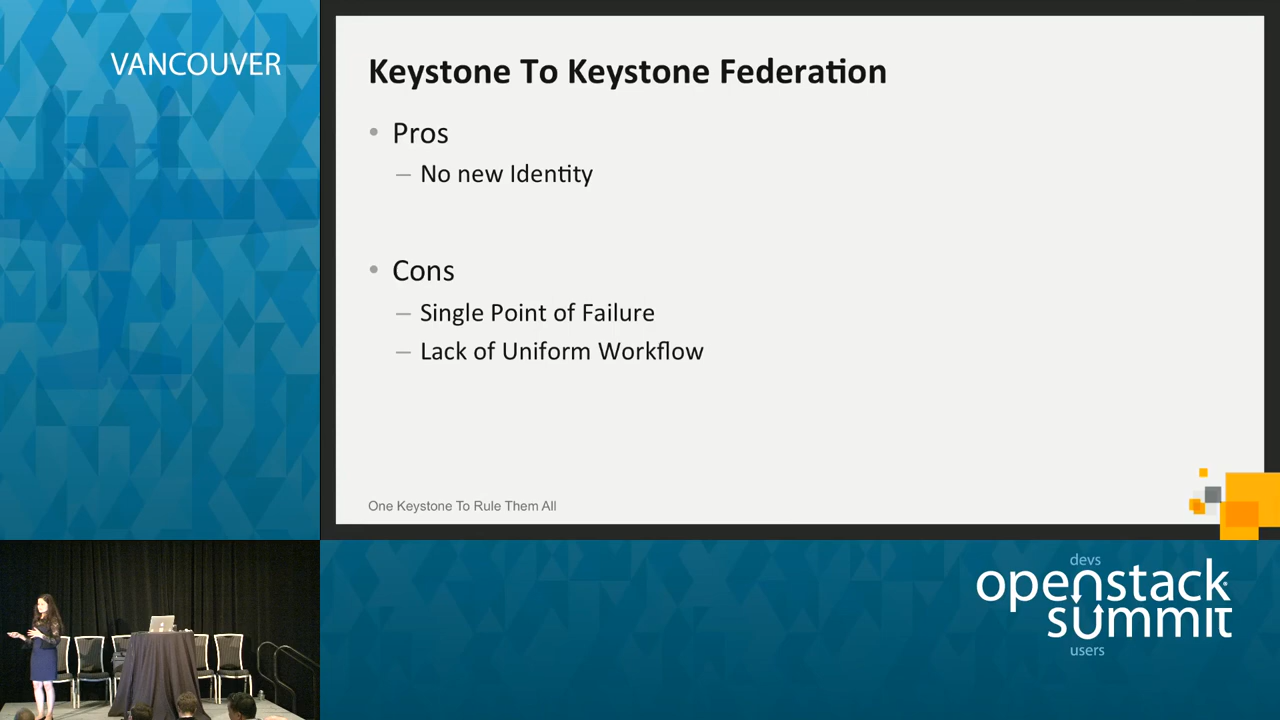 VANCOUVER
Keystone To Keystone Federation
• Pros
– No new Identity
• Cons
– Single Point of Failure
– Lack of Uniform Workflow
One Keystone To Rule Them All
devs
openstack
summit
users